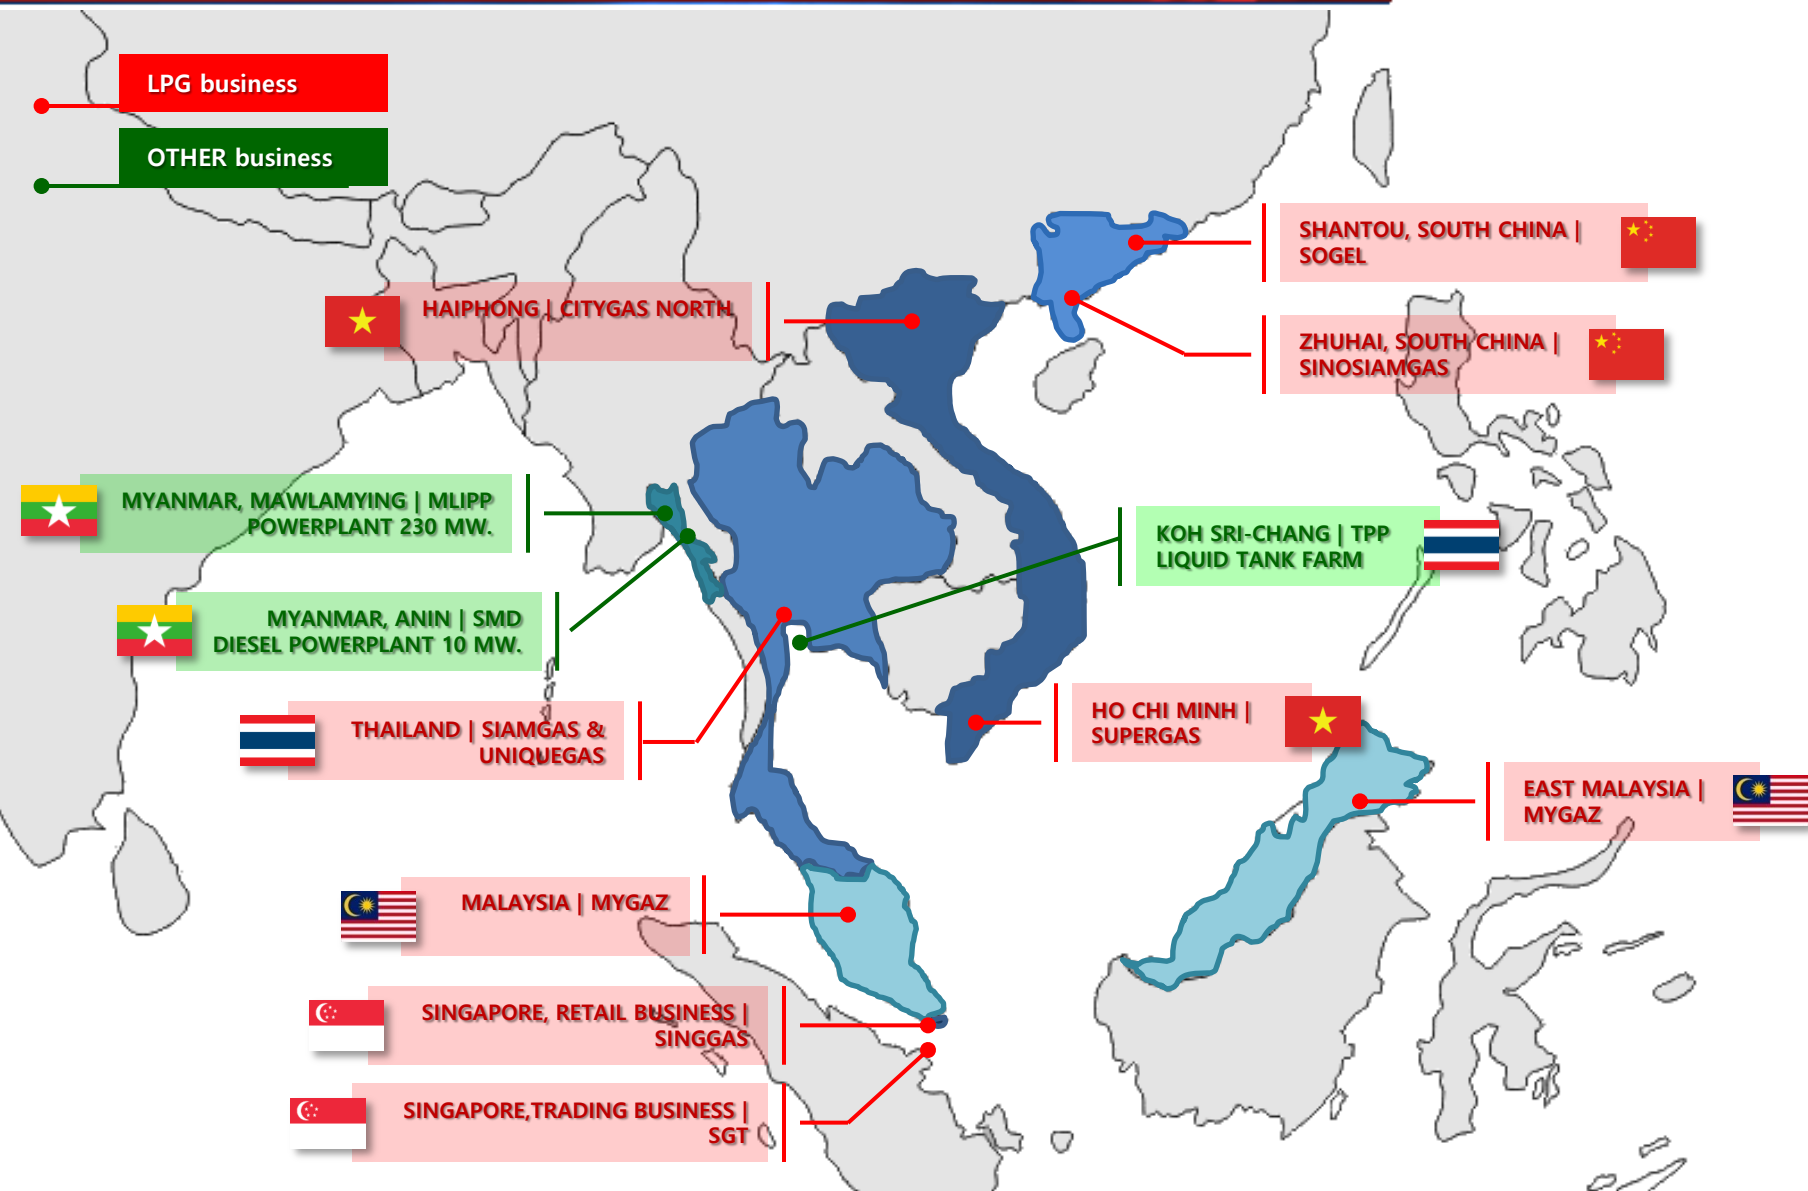 LPG business
OTHER business
SHANTOU, SOUTH CHINA |
SOGEL
HAIPHONG | CITYGAS NORTH
ZHUHAI, SOUTH CHINA |
SINOSIAMGAS
MYANMAR, MAWLAMYING | MLIPP
POWERPLANT 230 MW.
KOH SRI-CHANG | TPP
LIQUID TANK FARM
MYANMAR, ANIN | SMD
DIESEL POWERPLANT 10 MW.
THAILAND | SIAMGAS &
UNIQUEGAS
HO CHI MINH |
SUPERGAS
EAST MALAYSIA |
MYGAZ
MALAYSIA | MYGAZ
SINGAPORE, RETAIL BUSINESS |
SINGGAS
SINGAPORE,TRADING BUSINESS |
SGT